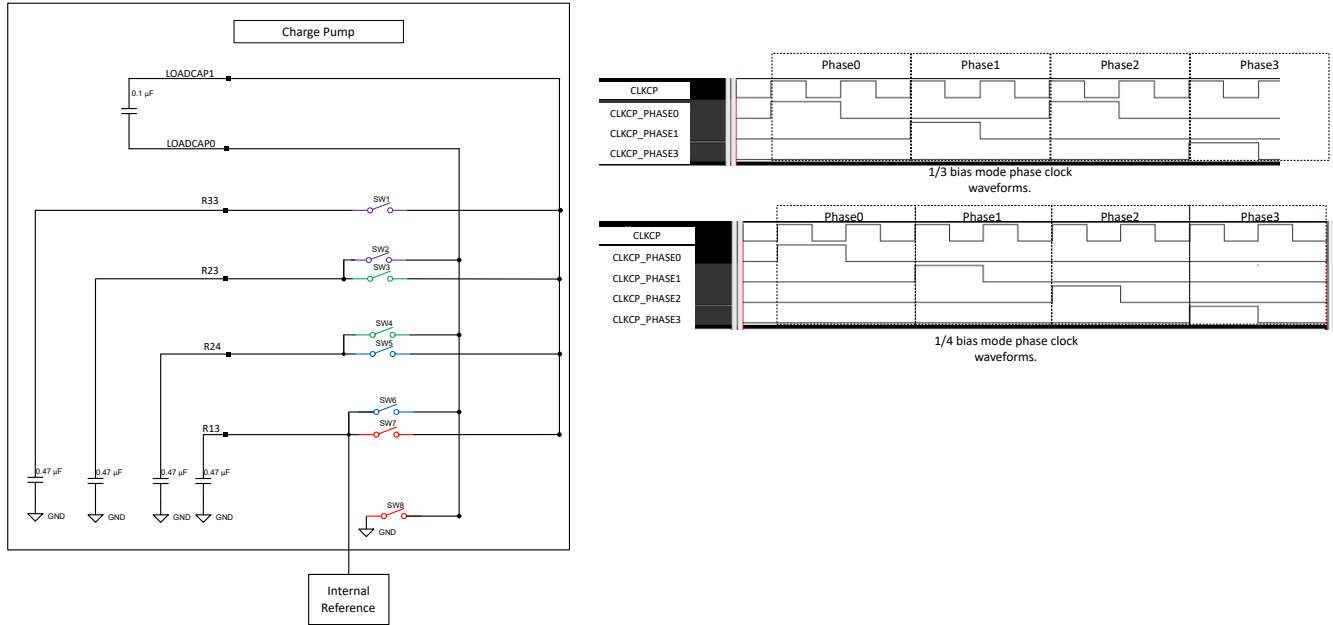 Charge Pump
LOADCAP1
0.1 µF
LOADCAP0
R33
SW1
SW2
R23
SW3
SW4
R24
SW5
SW6
R13
SW7
0.47 µF
0.47 µF
0.47 µF
0.47 µF
SW8
GND
GND
GND
GND
GND
Internal
Reference
Phase0
Phase1
Phase2
Phase3
CLKCP
CLKCP_PHASE0
CLKCP_PHASE1
CLKCP_PHASE3
1/3 bias mode phase clock
waveforms.
Phase0
Phase1
Phase2
Phase3
CLKCP
CLKCP_PHASE0
CLKCP_PHASE1
CLKCP_PHASE2
CLKCP_PHASE3
1/4 bias mode phase clock
waveforms.